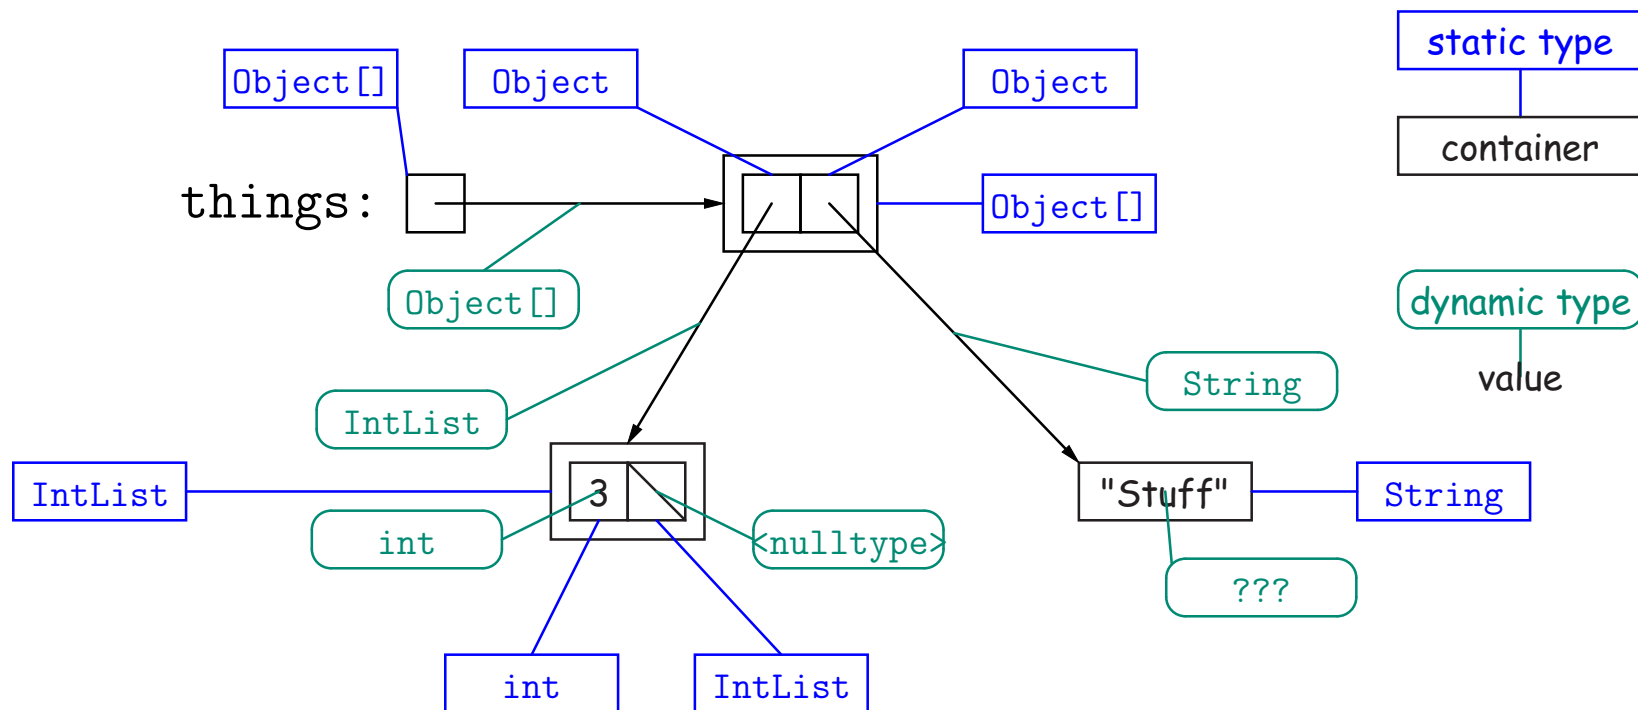 static type
Object[]
Object
Object
container
things:
Object[]
Object[]
dynamic type
String
value
IntList
IntList
3
"Stuff"
String
int
<nulltype>
???
int
IntList